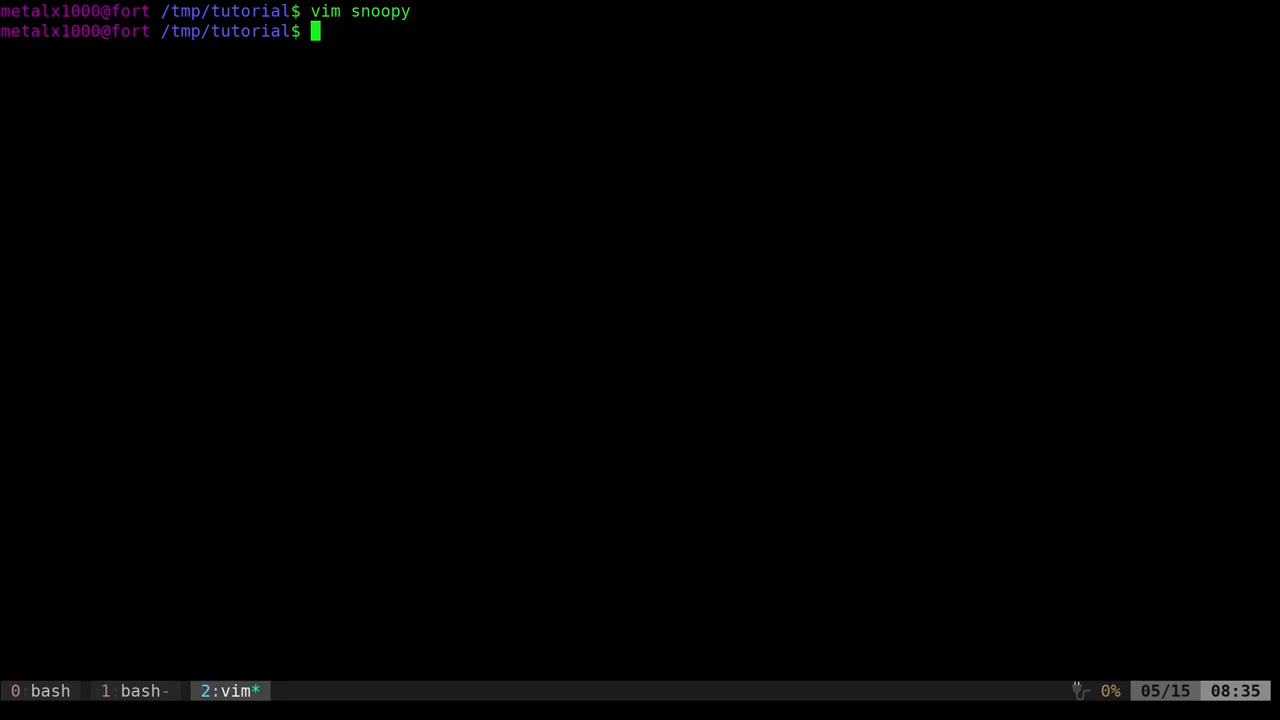 metalx1000@fort /tmp/tutorial$ vim snoopy
metalx1000@fort /tmp/tutorial$
0 bash 1 bash- 2:vim* 0% 05/15 08:35